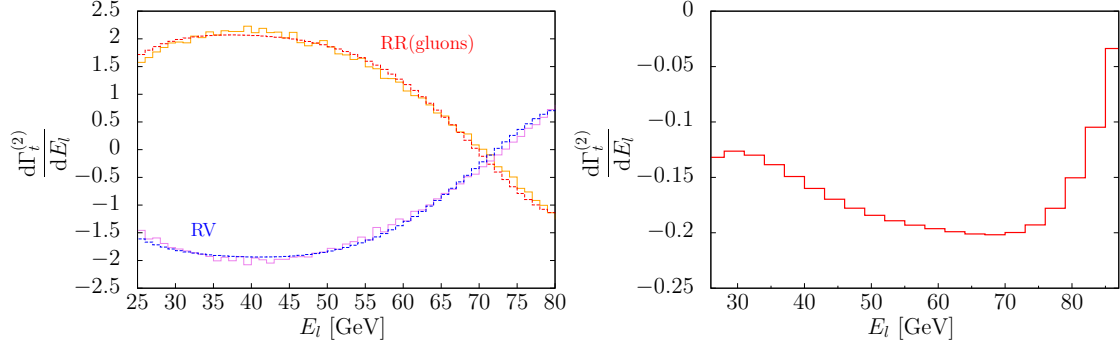 2.5
2
1.5
1
0.5
0
−0.5
−1
−1.5
−2
−2.5
dΓ_t^{(2)}
dE_l
RR(gluons)
RV
25 30 35 40 45 50 55 60 65 70 75 80
E_l [GeV]
0
−0.05
−0.1
−0.15
−0.2
−0.25
dΓ_t^{(2)}
dE_l
30 40 50 60 70 80
E_l [GeV]